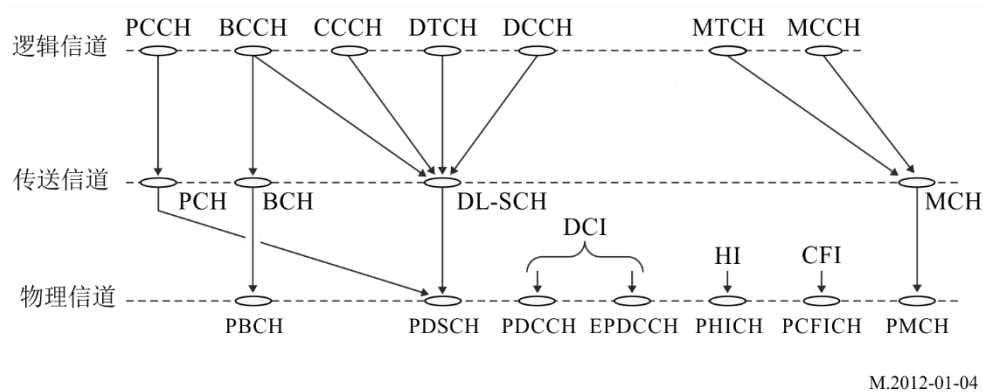 PCCH BCCH CCCH DTCH DCCH MTCH MCCH
逻辑信道
传送信道
PCH BCH DL-SCH MCH
DCI HI CFI
物理信道
PBCH PDSCH PDCCH EPDCCH PHICH PCFICH PMCH
M.2012-01-04